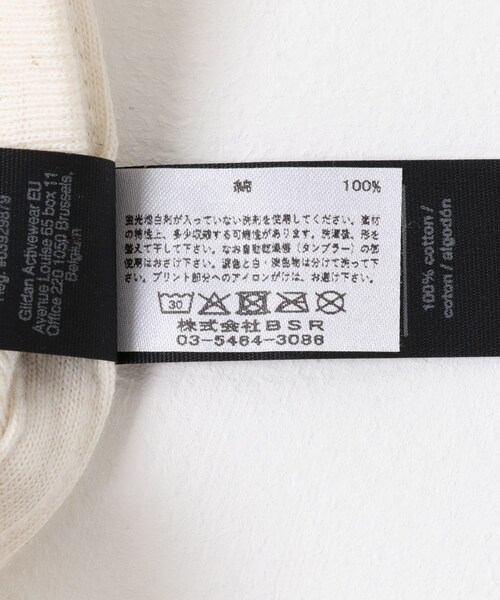 綿 100%
蛍光増白剤が入っていない洗剤を使用してください。素材
の特性上、多少収縮する可能性があります。洗濯後、形を
整えて干して下さい。なお自動乾燥機（タンブラー）の使
使用はお避け下さい。濃色と白・淡色物は分けて洗って下
さい。プリント部分へのアイロンがけは、お避け下さい。
30
株式会社BSR
03-5464-3086
Gildan Activewear EU
Avenue Louise 65 box 11
Office 220 1050 Brussels,
Belgium
100% cotton /
coton / algodón